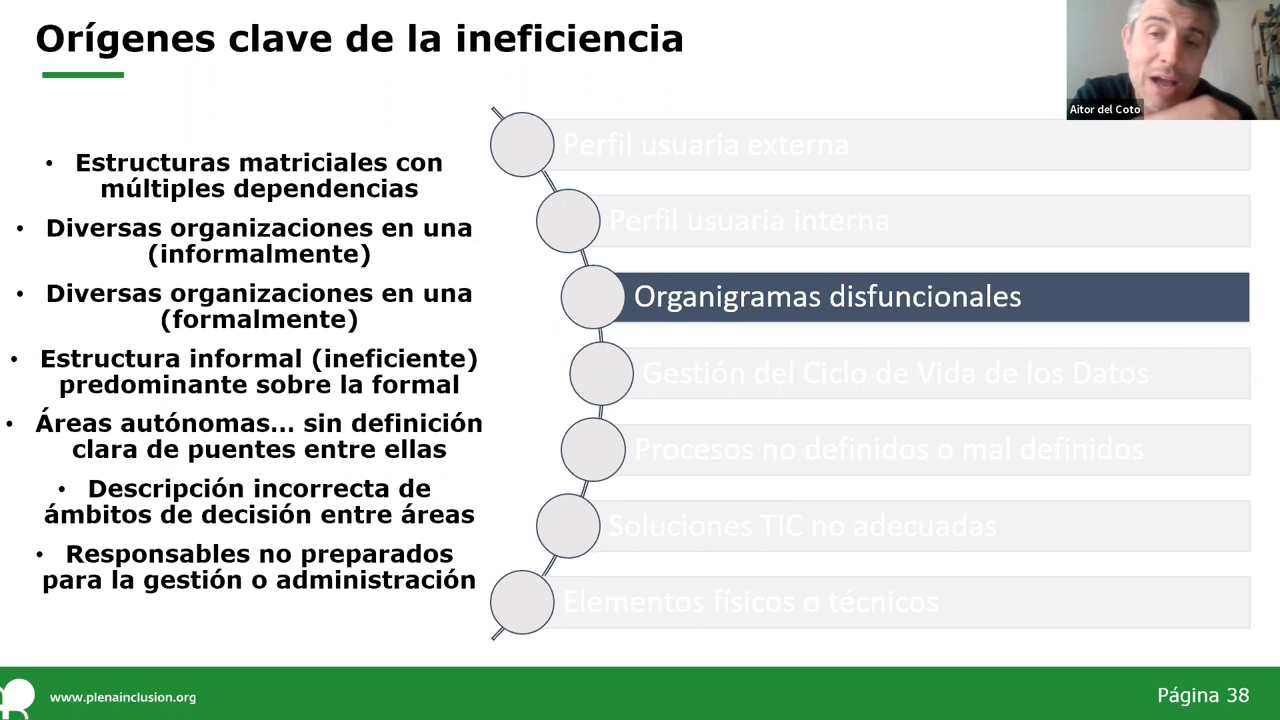 Orígenes clave de la ineficiencia
Aitor del Coto
• Estructuras matriciales con
múltiples dependencias
• Diversas organizaciones en una
(informalmente)
• Diversas organizaciones en una
(formalmente)
• Estructura informal (ineficiente)
predominante sobre la formal
• Áreas autónomas... sin definición
clara de puentes entre ellas
• Descripción incorrecta de
ámbitos de decisión entre áreas
• Responsables no preparados
para la gestión o administración
Perfil usuaria externa
Perfil usuaria interna
Organigramas disfuncionales
Gestión del Ciclo de Vida de los Datos
Procesos no definidos o mal definidos
Soluciones TIC no adecuadas
Elementos físicos o técnicos
www.plenainclusion.org
Página 38